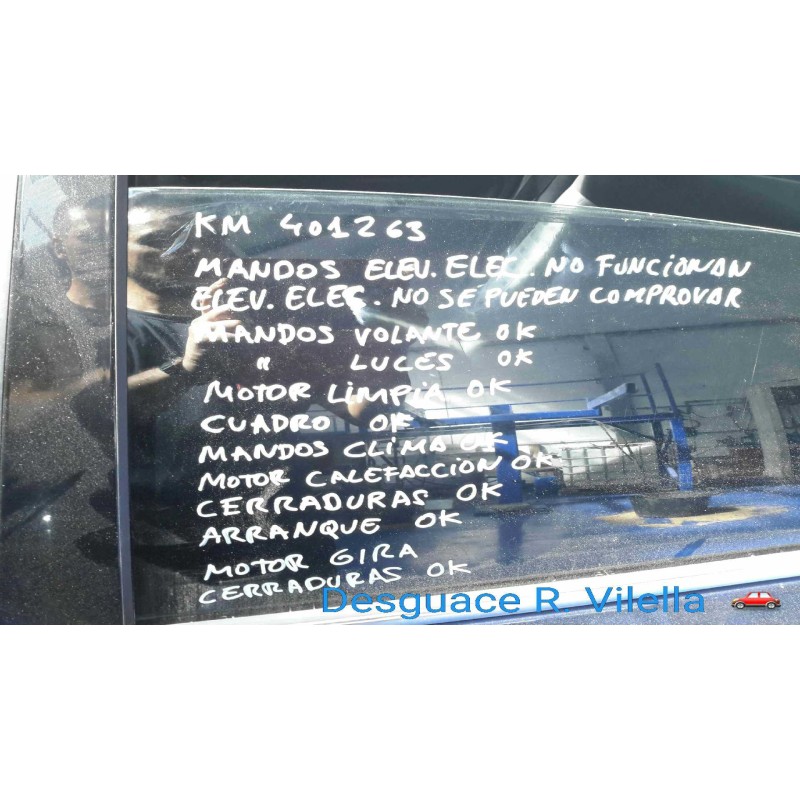 KM 401263
MANDOS ELEV. ELEC. NO FUNCIONAN
ELEV. ELEC. NO SE PUEDEN COMPROVAR
MANDOS VOLANTE OK
" LUCES OK
MOTOR LIMPIA OK
CUADRO OK
MANDOS CLIMA OK
MOTOR CALEFACCION OK
CERRADURAS OK
ARRANQUE OK
MOTOR GIRA
CERRADURAS OK
Desguace R. Vilella